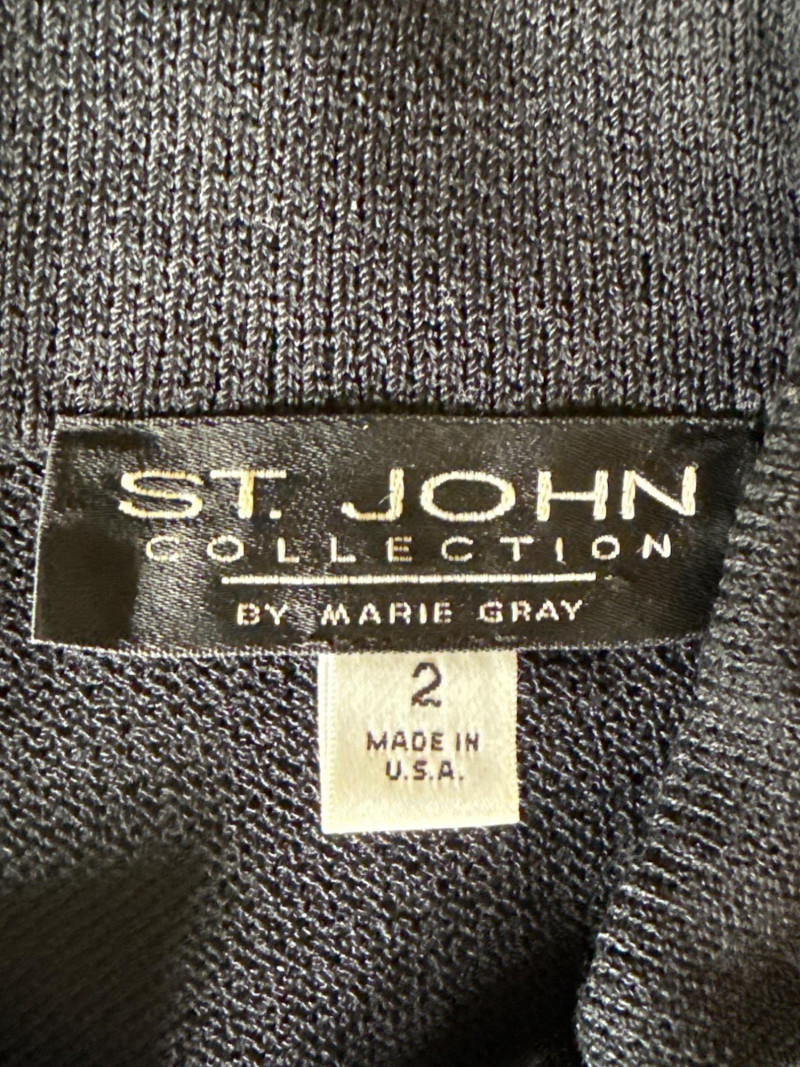 ST. JOHN
COLLECTION
BY MARIE GRAY
2
MADE IN
U.S.A.